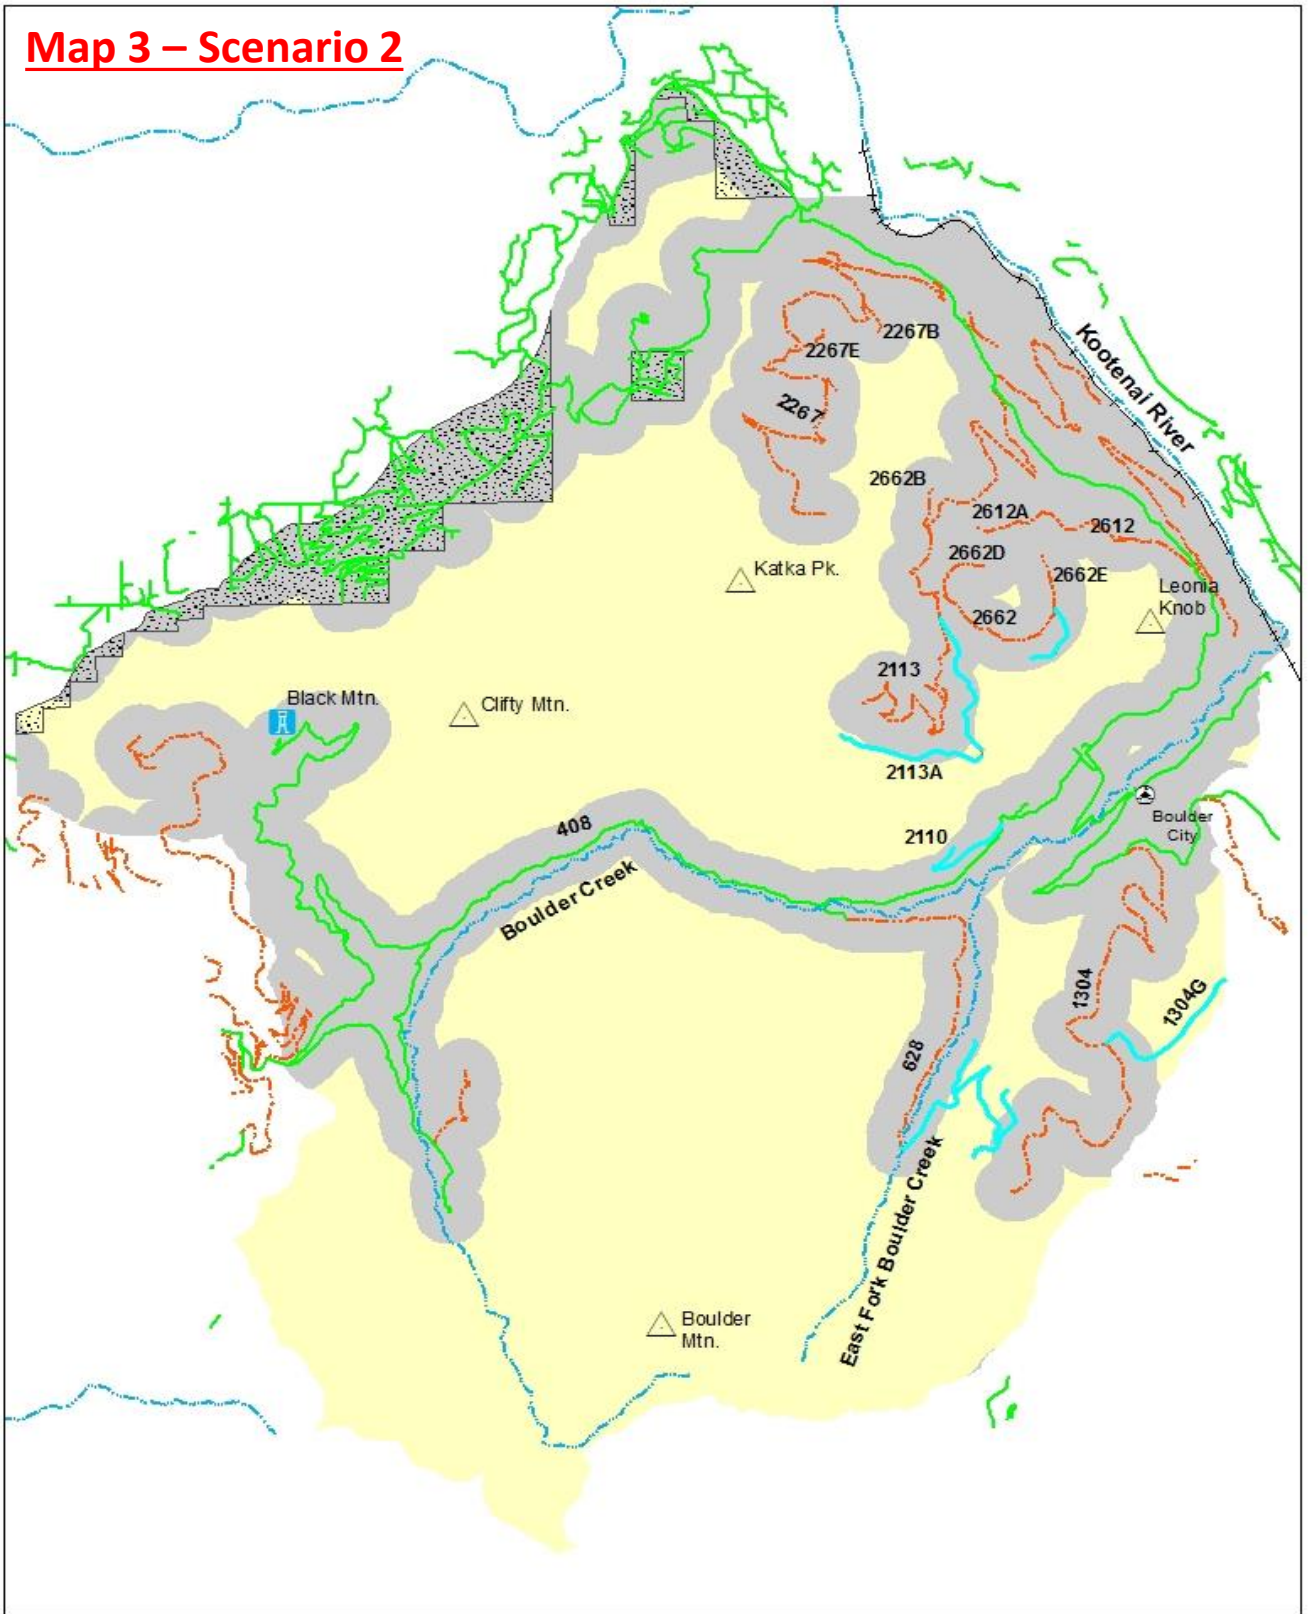 Map 3 – Scenario 2
2267B
2267E
Kootenai River
2267
2662B
2612A
2612
2662D
Katka Pk.
2662E
Leonia
Knob
2662
2113
Black Mtn.
Clifty Mtn.
2113A
408
2110
Boulder
City
Boulder Creek
1304
1304G
628
East Fork Boulder Creek
Boulder
Mtn.